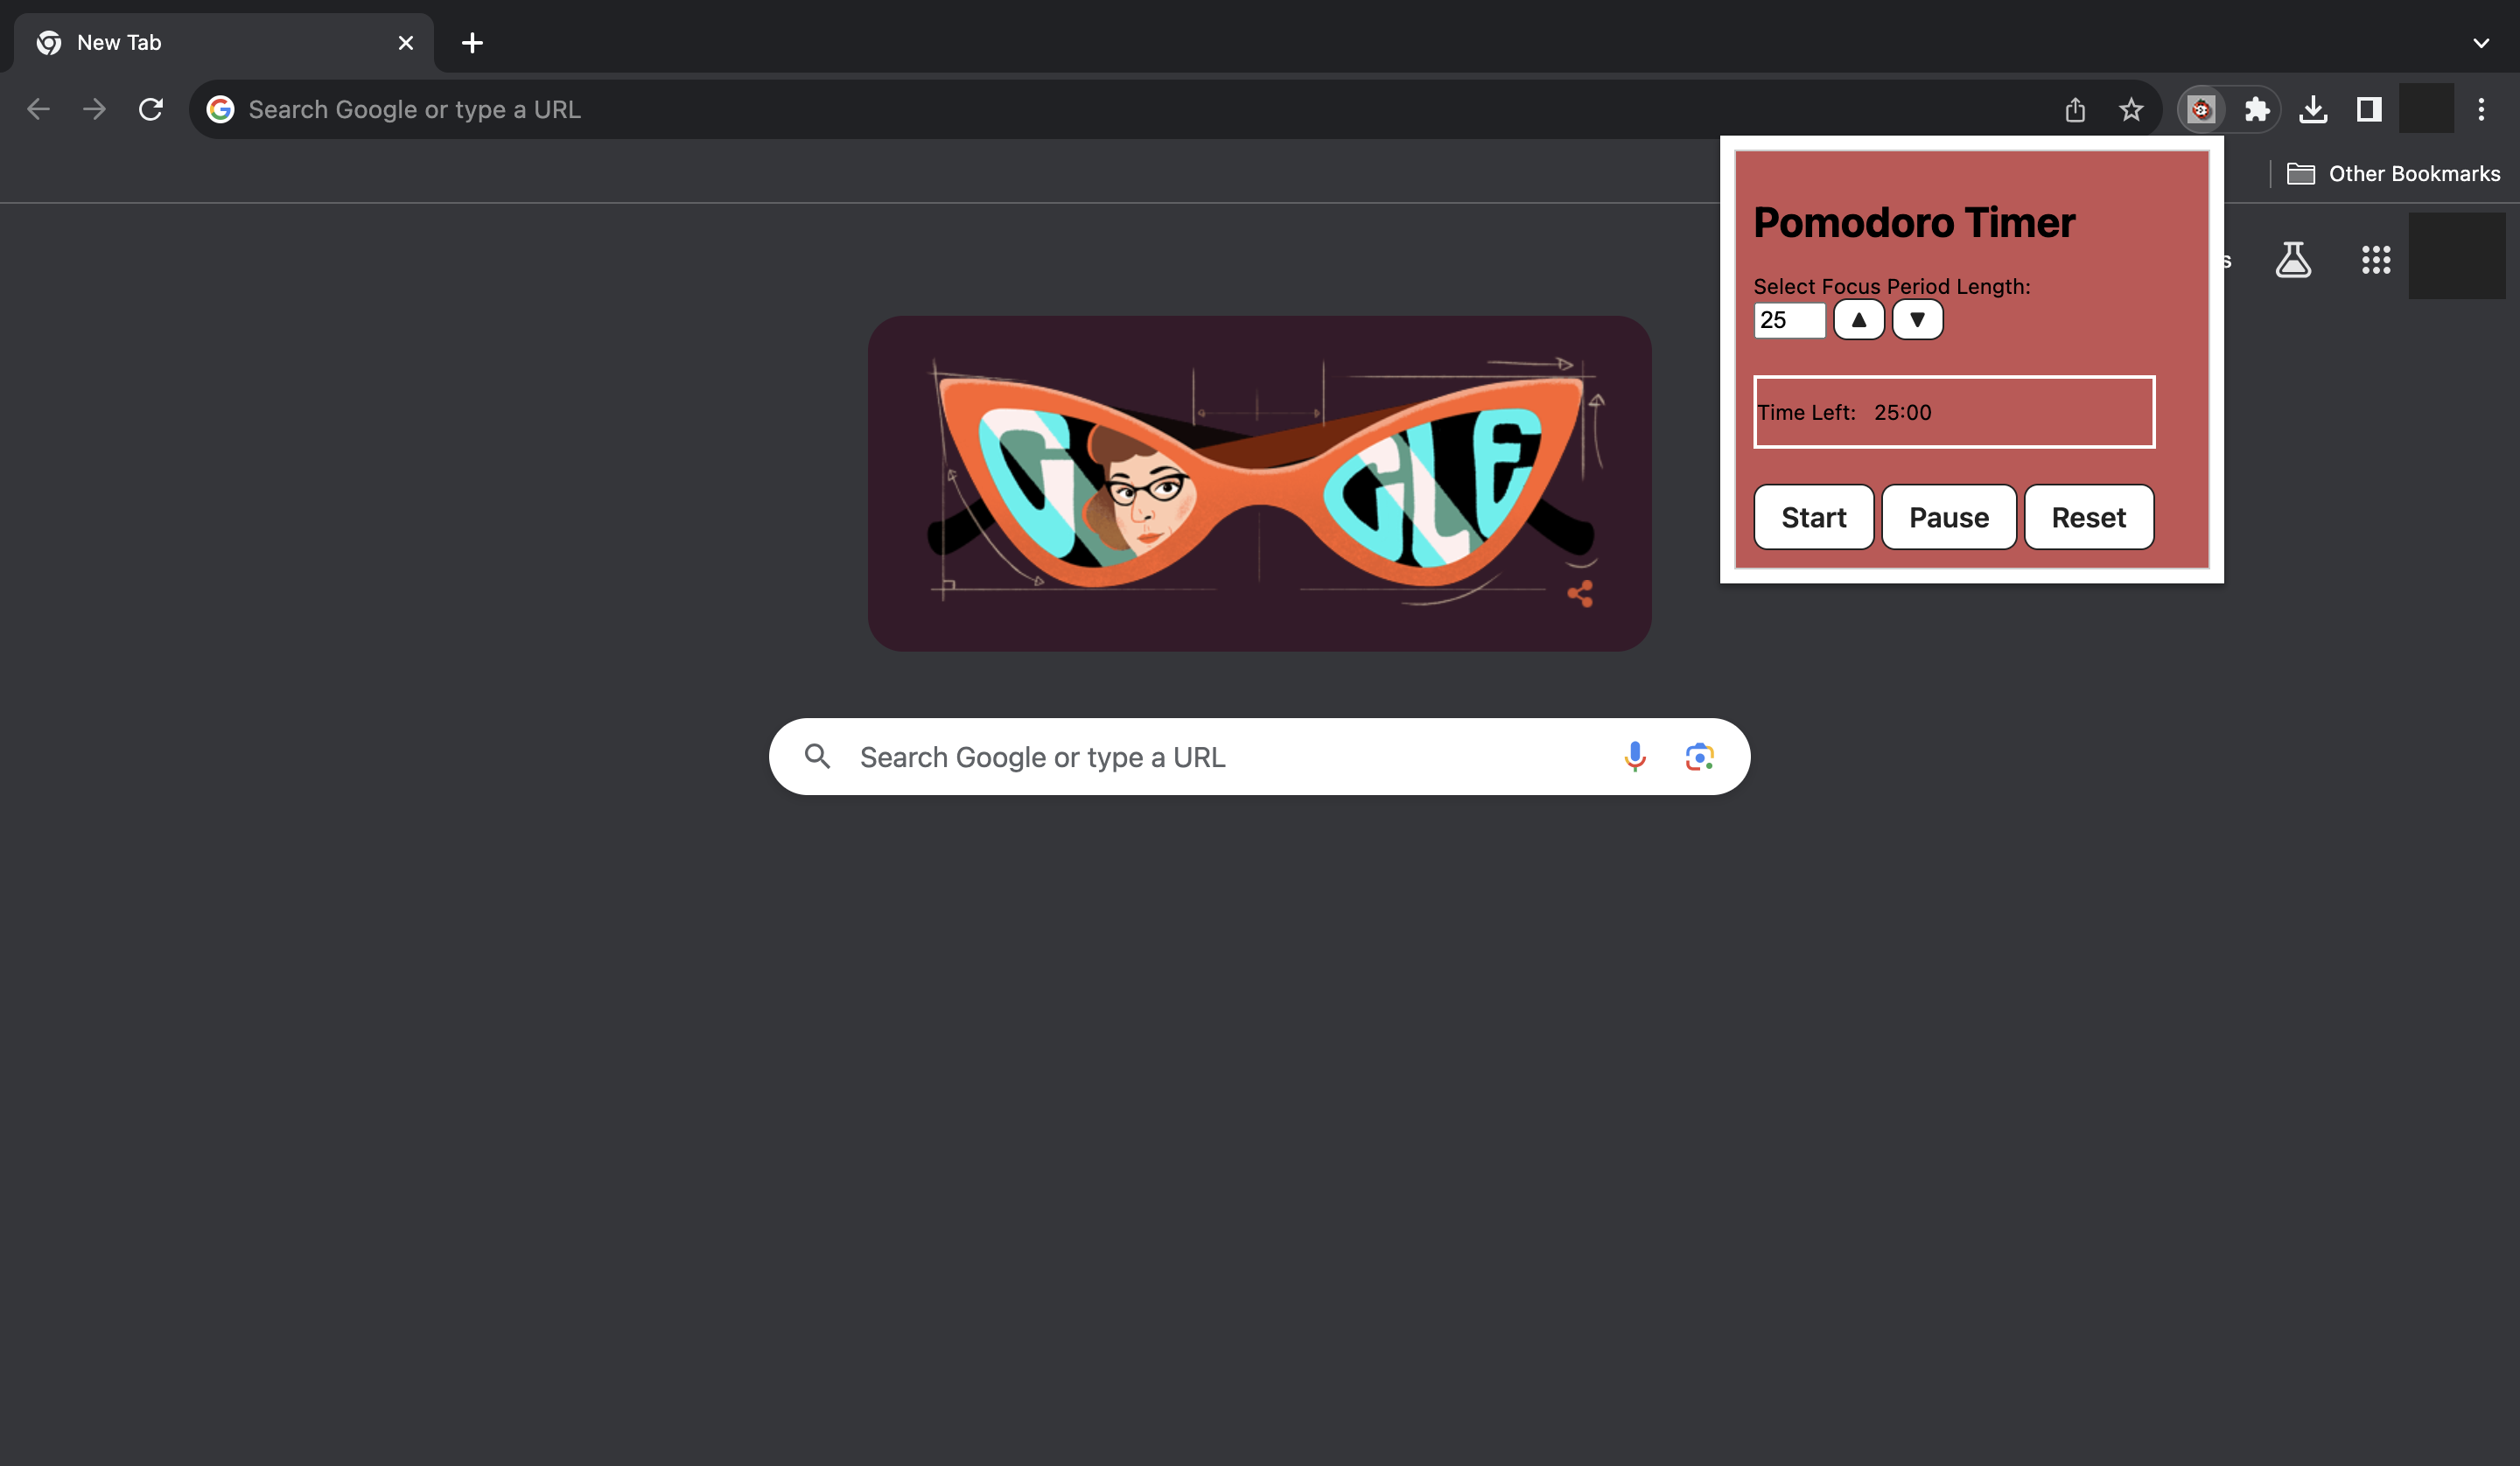 New Tab
Search Google or type a URL
Other Bookmarks
Pomodoro Timer
Select Focus Period Length:
25
Time Left: 25:00
Start Pause Reset
s
G GLE
Search Google or type a URL